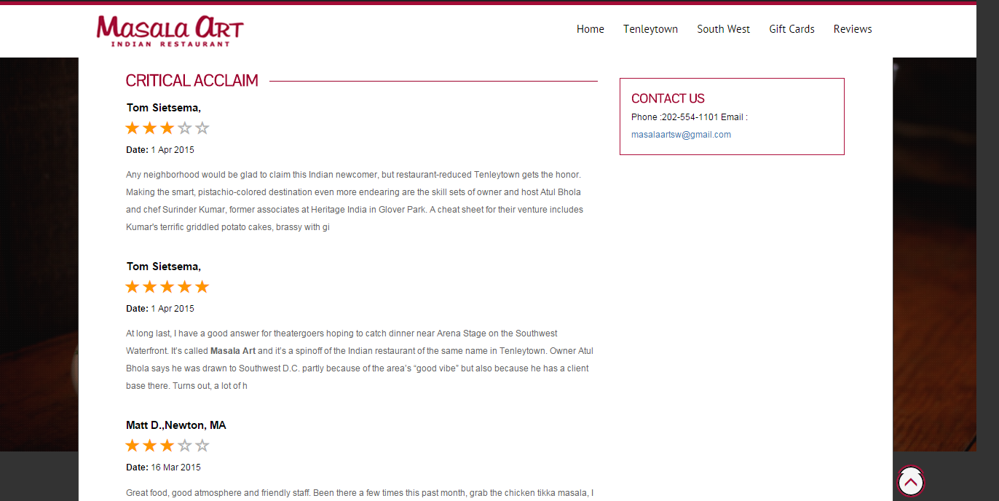 Masala Art
INDIAN RESTAURANT
Home Tenleytown South West Gift Cards Reviews
CRITICAL ACCLAIM
Tom Sietsema,
Date: 1 Apr 2015
Any neighborhood would be glad to claim this Indian newcomer, but restaurant-reduced Tenleytown gets the honor.
Making the smart, pistachio-colored destination even more endearing are the skill sets of owner and host Atul Bhola
and chef Surinder Kumar, former associates at Heritage India in Glover Park. A cheat sheet for their venture includes
Kumar's terrific griddled potato cakes, brassy with gi
Tom Sietsema,
Date: 1 Apr 2015
At long last, I have a good answer for theatergoers hoping to catch dinner near Arena Stage on the Southwest
Waterfront. It’s called Masala Art and it’s a spinoff of the Indian restaurant of the same name in Tenleytown. Owner Atul
Bhola says he was drawn to Southwest D.C. partly because of the area’s “good vibe” but also because he has a client
base there. Turns out, a lot of h
Matt D.,Newton, MA
Date: 16 Mar 2015
Great food, good atmosphere and friendly staff. Been there a few times this past month, grab the chicken tikka masala, I
CONTACT US
Phone :202-554-1101 Email :
masalaartsw@gmail.com